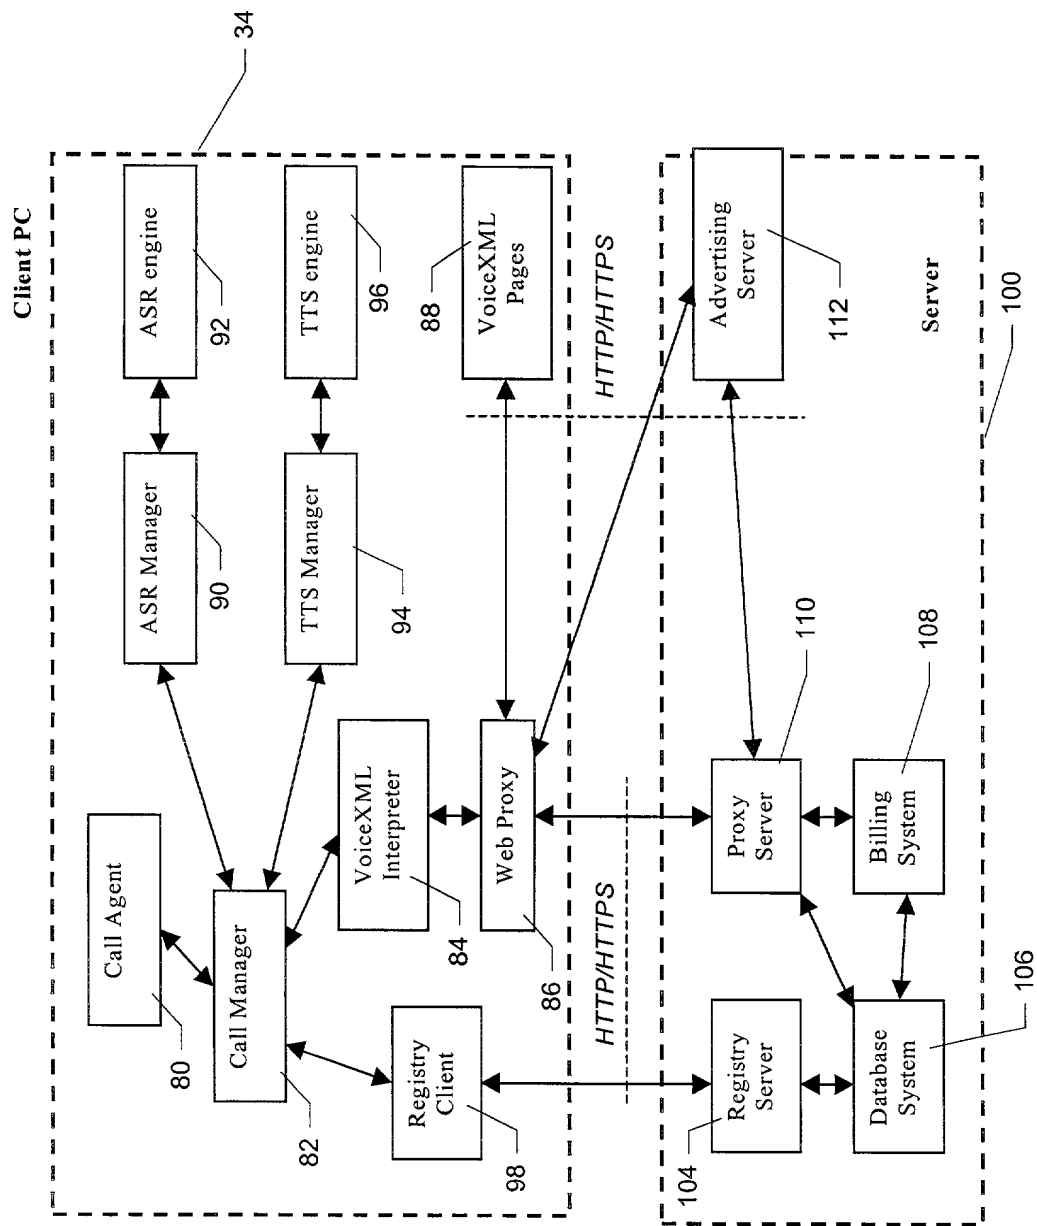 Client PC
34
Call Agent
80
Call Manager
82
ASR Manager
90
ASR engine
92
TTS Manager
94
TTS engine
96
VoiceXML
Interpreter
84
Registry
Client
98
Web Proxy
86
VoiceXML
Pages
88
HTTP/HTTPS
HTTP/HTTPS
Registry
Server
104
Proxy
Server
110
Advertising
Server
112
Database
System
106
Billing
System
108
Server
100